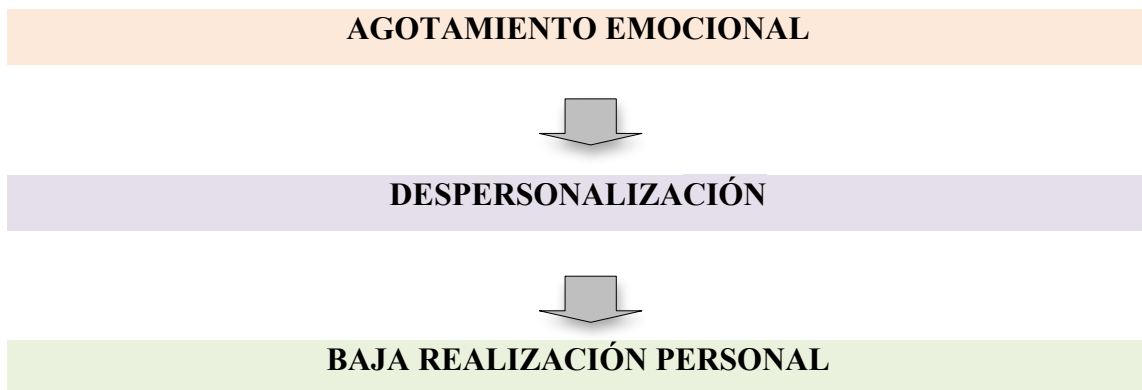 AGOTAMIENTO EMOCIONAL
DESPERSONALIZACIÓN
BAJA REALIZACIÓN PERSONAL